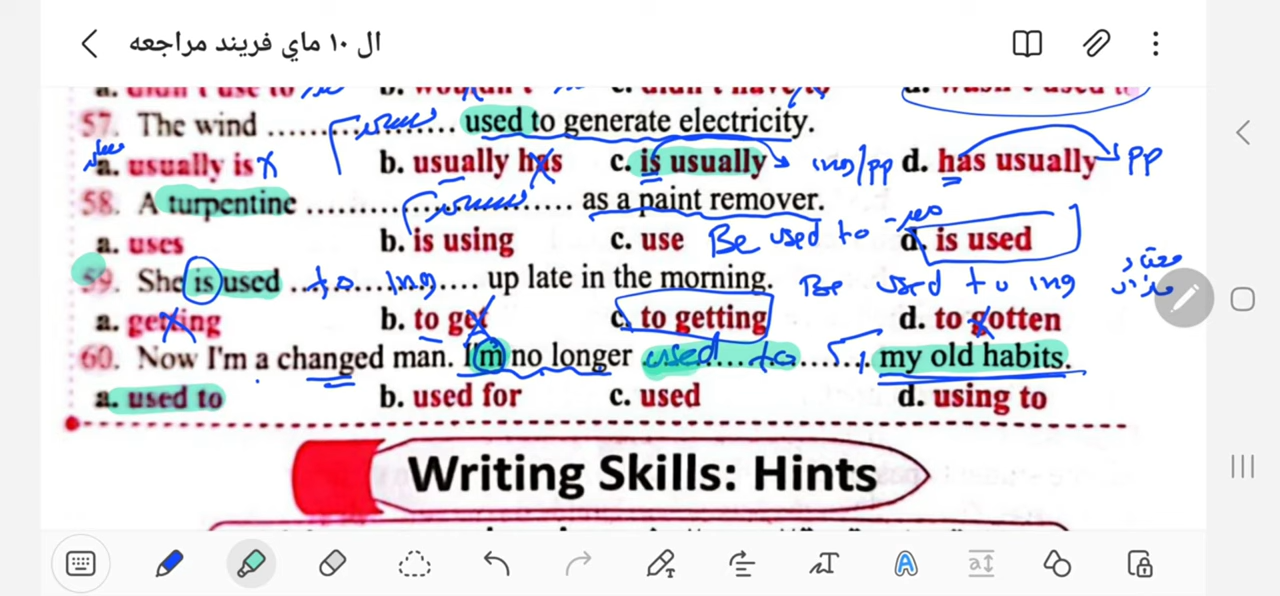 ال ١٠ ماي فريند مراجعه
57. The wind .................... used to generate electricity.
a. usually is x b. usually has c. is usually ing/pp d. has usually pp
58. A turpentine .................... as a paint remover.
a. uses b. is using c. use Be used to d. is used
59. She is used ... to ... ing .... up late in the morning. Be used to ing
a. getting b. to get c. to getting d. to gotten
60. Now I'm a changed man. I'm no longer used .... to ..... my old habits.
a. used to b. used for c. used d. using to
Writing Skills: Hints